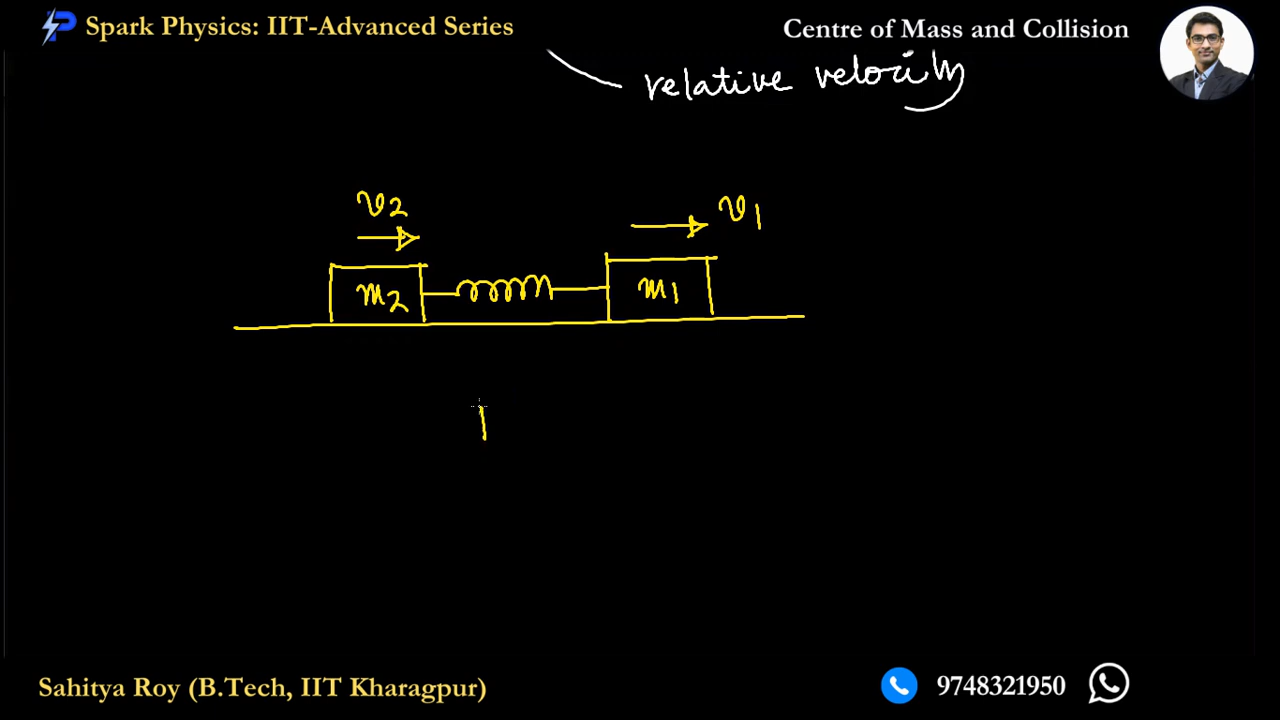 Spark Physics: IIT-Advanced Series
Centre of Mass and Collision
relative velocity
v2
v1
m2
m1
Sahitya Roy (B.Tech, IIT Kharagpur)
9748321950